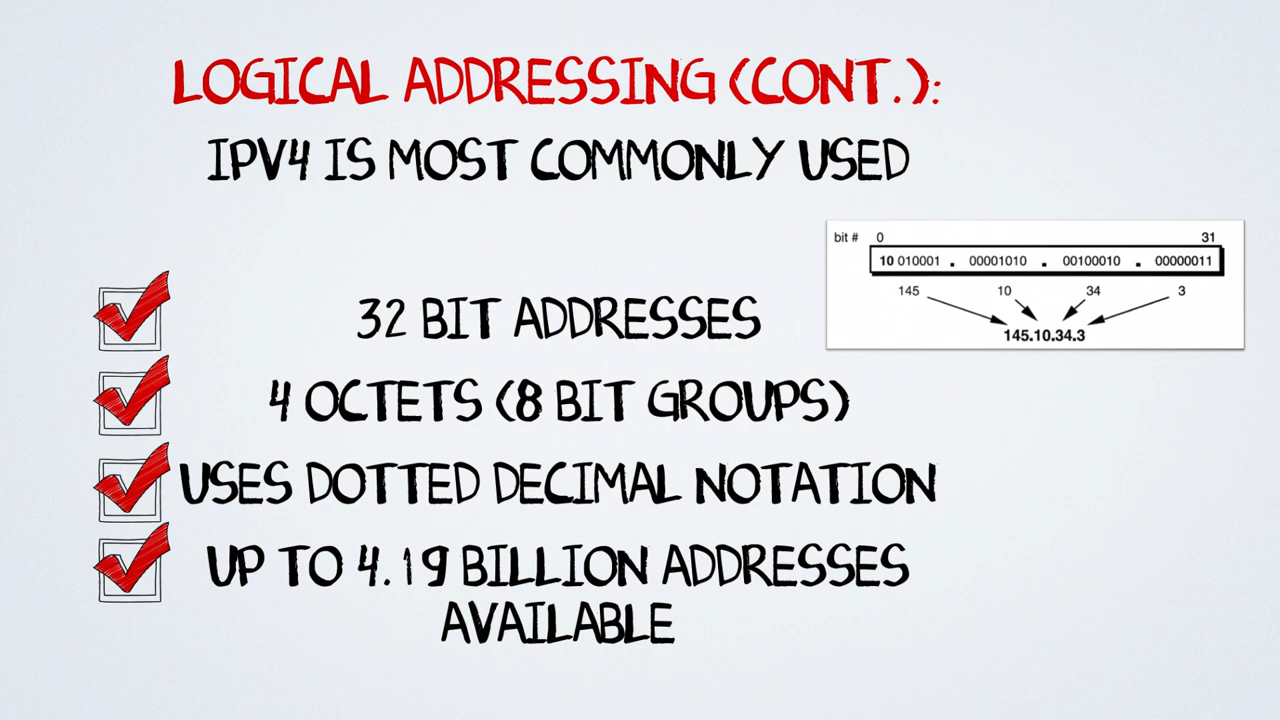 LOGICAL ADDRESSING (CONT.):
IPV4 IS MOST COMMONLY USED
bit # 0 31
10 010001 . 00001010 . 00100010 . 00000011
145 10 34 3
145.10.34.3
32 BIT ADDRESSES
4 OCTETS (8 BIT GROUPS)
USES DOTTED DECIMAL NOTATION
UP TO 4.19 BILLION ADDRESSES
AVAILABLE